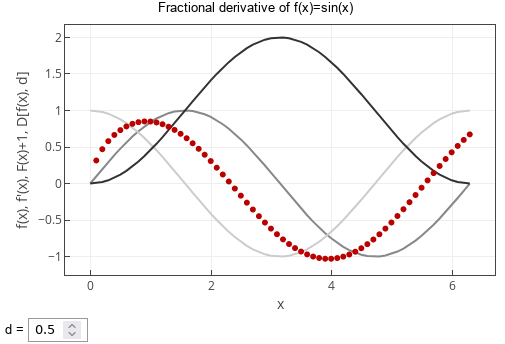 Fractional derivative of f(x)=sin(x)
f(x), f'(x), F(x)+1, D[f(x), d]
2
1.5
1
0.5
0
−0.5
−1
0 2 4 6
x
d = 0.5